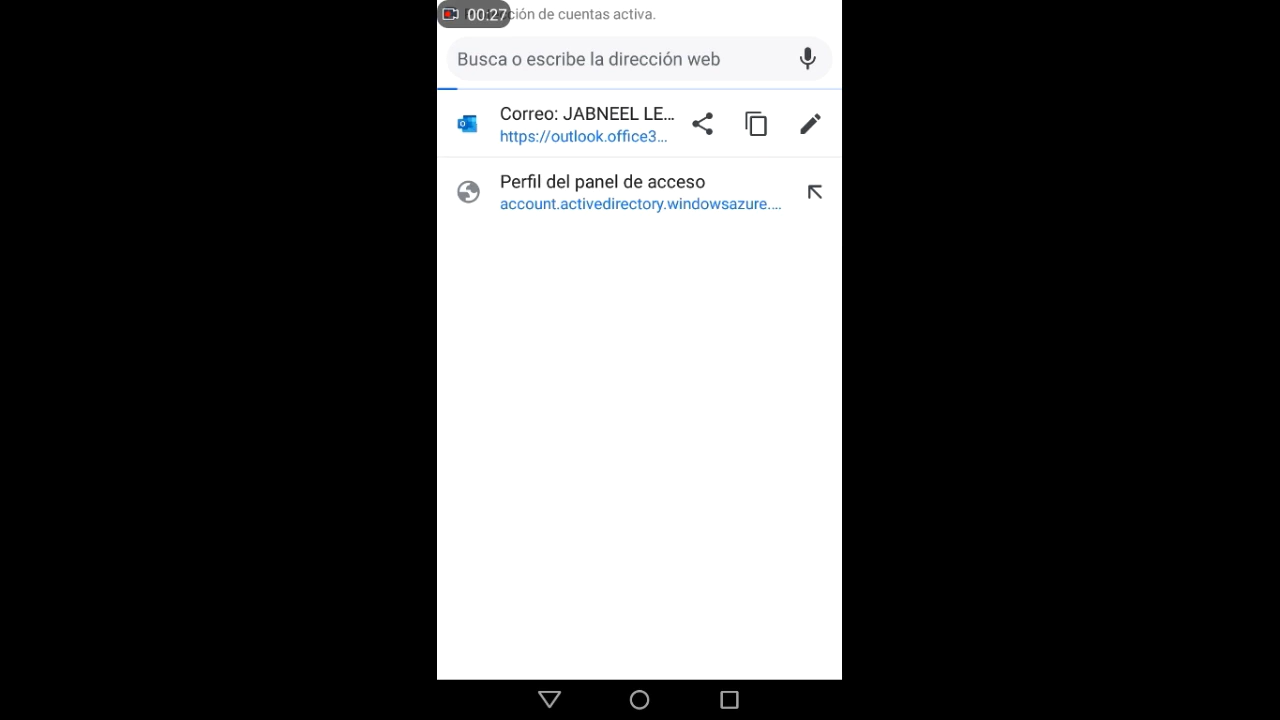 00:27 ción de cuentas activa.
Busca o escribe la dirección web
Correo: JABNEEL LE...
https://outlook.office3...
Perfil del panel de acceso
account.activedirectory.windowsazure....